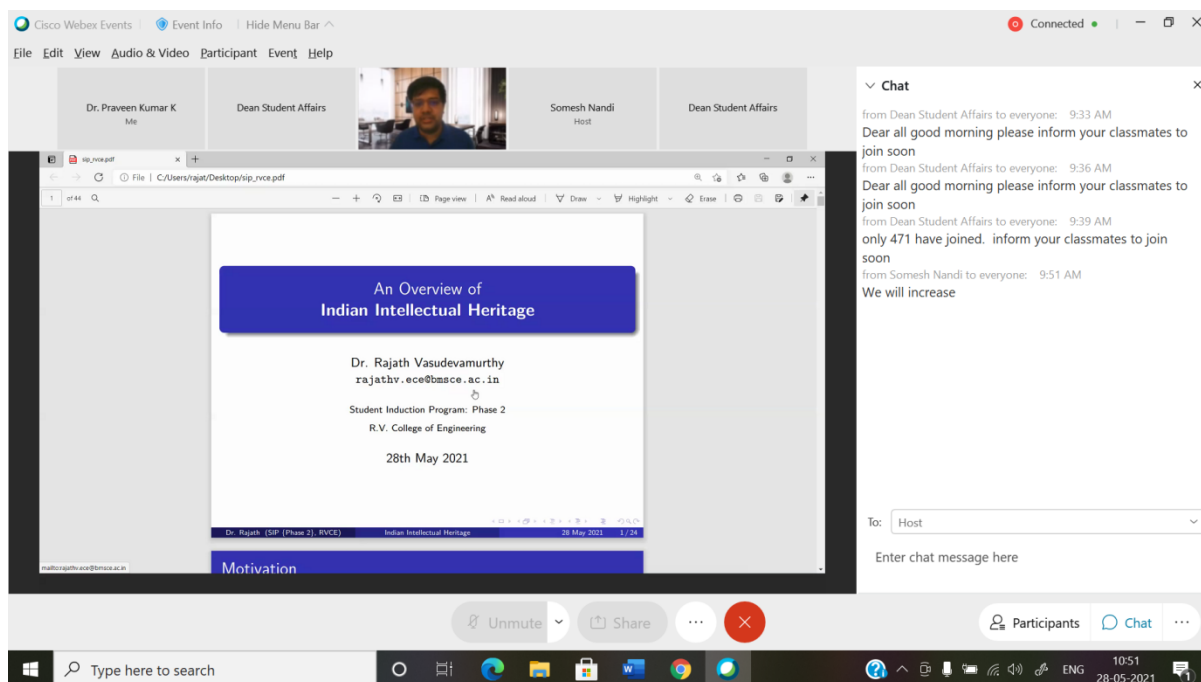 Cisco Webex Events
Event Info
Hide Menu Bar
Connected
File Edit View Audio & Video Participant Event Help
Dr. Praveen Kumar K
Me
Dean Student Affairs
Somesh Nandi
Host
Dean Student Affairs
sip_rvce.pdf
File | C:/Users/rajat/Desktop/sip_rvce.pdf
1 of 44
Page view
Read aloud
Draw
Highlight
Erase
An Overview of
Indian Intellectual Heritage
Dr. Rajath Vasudevamurthy
rajathv.ece@bmsce.ac.in
Student Induction Program: Phase 2
R.V. College of Engineering
28th May 2021
Dr. Rajath (SIP (Phase 2), RVCE) Indian Intellectual Heritage 28 May 2021 1 / 24
Motivation
mailto:rajathv.ece@bmsce.ac.in
Chat
from Dean Student Affairs to everyone: 9:33 AM
Dear all good morning please inform your classmates to
join soon
from Dean Student Affairs to everyone: 9:36 AM
Dear all good morning please inform your classmates to
join soon
from Dean Student Affairs to everyone: 9:39 AM
only 471 have joined. inform your classmates to join
soon
from Somesh Nandi to everyone: 9:51 AM
We will increase
To: Host
Enter chat message here
Unmute
Share
Participants
Chat
Type here to search
ENG
10:51
28-05-2021